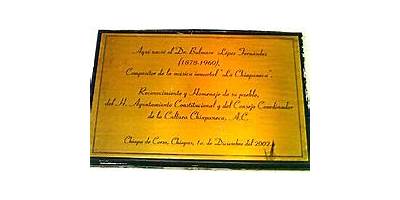 Aquí nació el Dr. Bulmaro López Fernández
(1878-1960),
Compositor de la música inmortal "La Chiapaneca".
Reconocimiento y Homenaje de su pueblo,
del H. Ayuntamiento Constitucional y del Consejo Coordinador
de la Cultura Chiapaneca, A.C.
Chiapa de Corzo, Chiapas, 1o. de Diciembre del 2002.